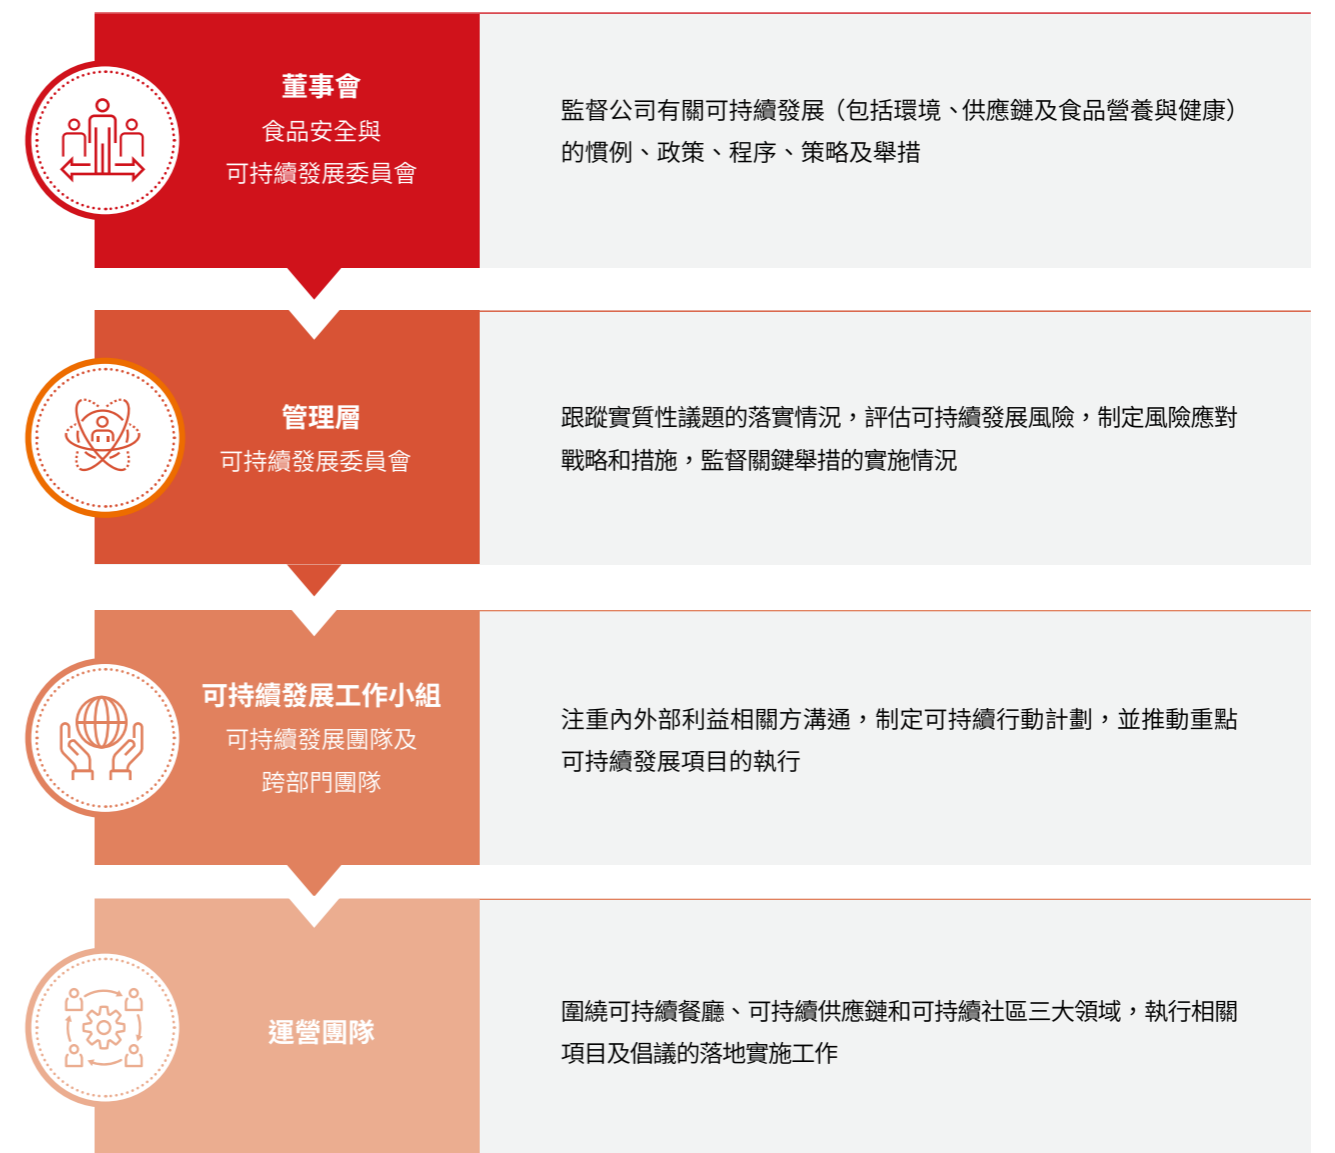 董事會
食品安全與
可持續發展委員會
監督公司有關可持續發展（包括環境、供應鏈及食品營養與健康）
的慣例、政策、程序、策略及舉措
管理層
可持續發展委員會
跟蹤實質性議題的落實情況，評估可持續發展風險，制定風險應對
戰略和措施，監督關鍵舉措的實施情況
可持續發展工作小組
可持續發展團隊及
跨部門團隊
注重內外部利益相關方溝通，制定可持續行動計劃，並推動重點
可持續發展項目的執行
運營團隊
圍繞可持續餐廳、可持續供應鏈和可持續社區三大領域，執行相關
項目及倡議的落地實施工作